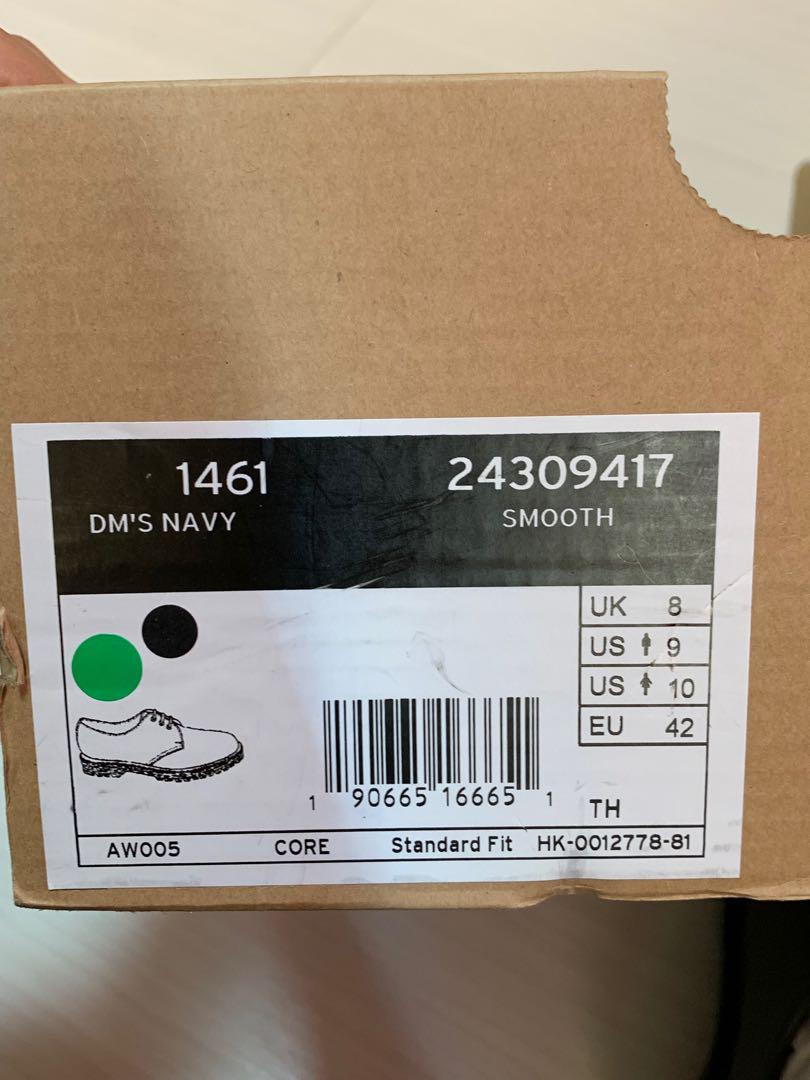 1461
24309417
DM'S NAVY
SMOOTH
UK 8
US 9
US 10
EU 42
1 90665 16665 1
TH
AW005 CORE Standard Fit HK-0012778-81